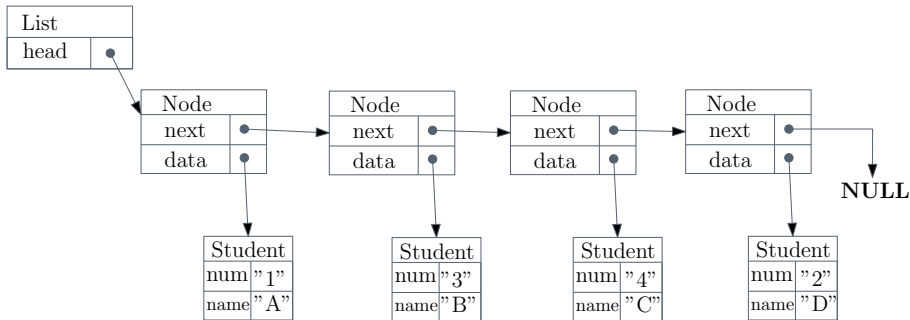 List
head
Node
next
data
Node
next
data
Node
next
data
Node
next
data
NULL
Student
num "1"
name "A"
Student
num "3"
name "B"
Student
num "4"
name "C"
Student
num "2"
name "D"